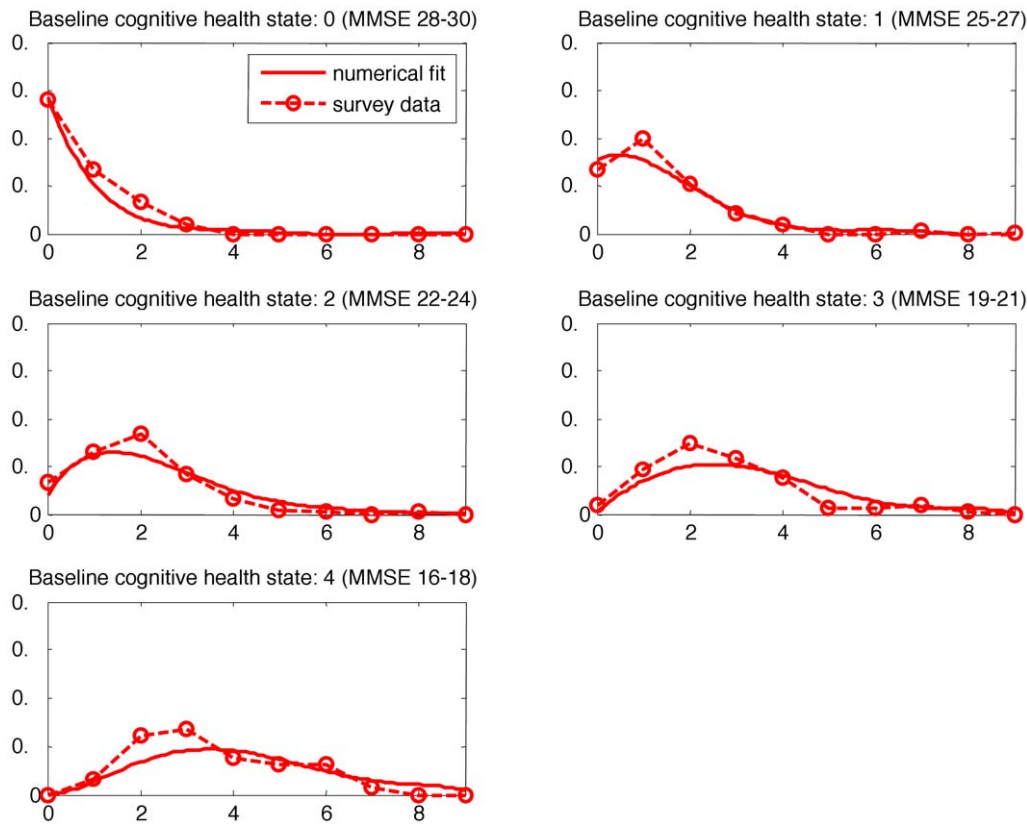 Baseline cognitive health state: 0 (MMSE 28-30)
0.
0.
0.
0.
0
numerical fit
survey data
0 2 4 6 8
Baseline cognitive health state: 1 (MMSE 25-27)
0.
0.
0.
0.
0
0 2 4 6 8
Baseline cognitive health state: 2 (MMSE 22-24)
0.
0.
0.
0.
0
0 2 4 6 8
Baseline cognitive health state: 3 (MMSE 19-21)
0.
0.
0.
0.
0
0 2 4 6 8
Baseline cognitive health state: 4 (MMSE 16-18)
0.
0.
0.
0.
0
0 2 4 6 8